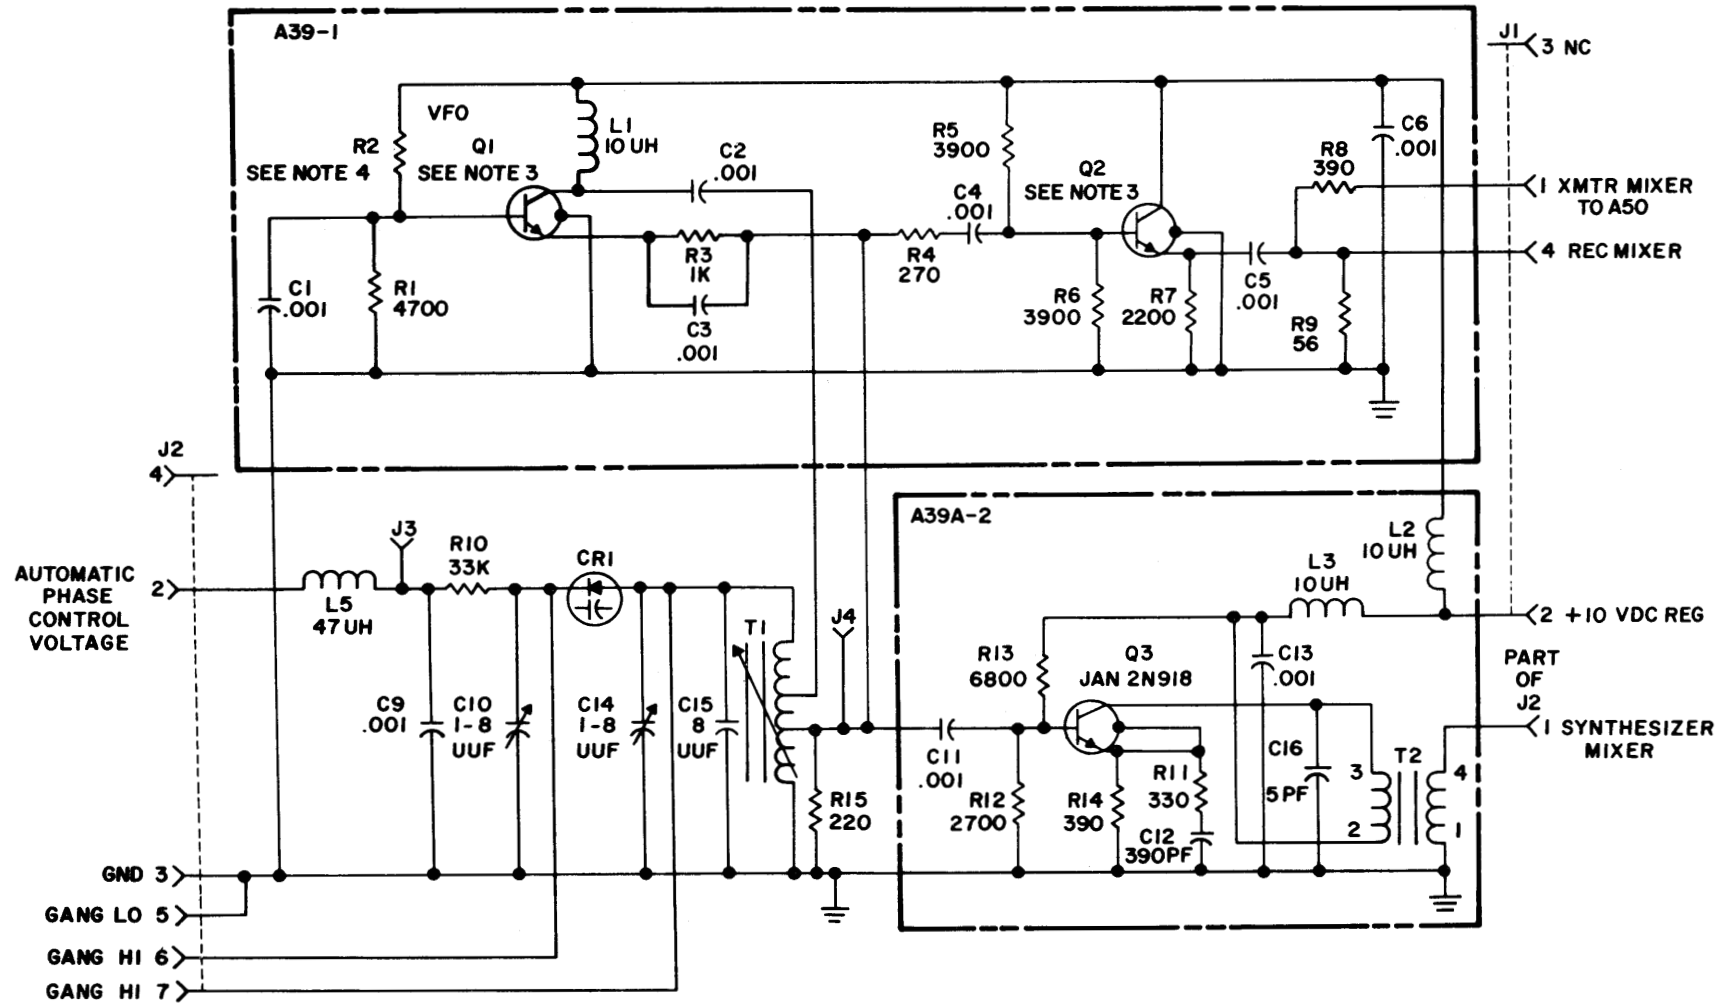 A39-1
J1
3 NC
VFO
R2
SEE NOTE 4
Q1
SEE NOTE 3
L1
10 UH
C2
.001
R5
3900
C4
.001
Q2
SEE NOTE 3
C6
.001
R8
390
1 XMTR MIXER
TO A50
4 REC MIXER
C1
.001
R1
4700
R3
1K
C3
.001
R4
270
R6
3900
R7
2200
C5
.001
R9
56
J2
4
A39A-2
AUTOMATIC
PHASE
CONTROL
VOLTAGE
2
L5
47 UH
J3
R10
33K
CR1
T1
J4
L2
10 UH
L3
10 UH
2 +10 VDC REG
C9
.001
C10
1-8
UUF
C14
1-8
UUF
C15
8
UUF
R15
220
R13
6800
Q3
JAN 2N918
C13
.001
PART
OF
J2
1 SYNTHESIZER
MIXER
C11
.001
R12
2700
R14
390
R11
330
C12
390PF
C16
5PF
3
2
T2
4
1
GND 3
GANG LO 5
GANG HI 6
GANG HI 7